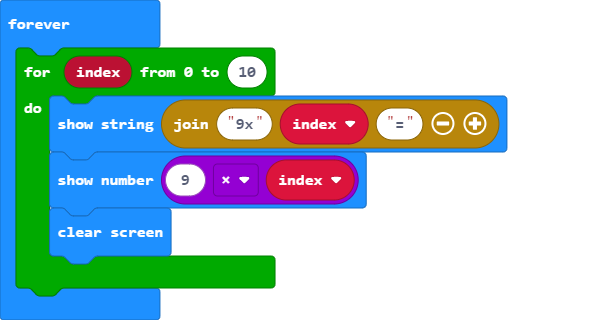 forever
for index from 0 to 10
do
show string join "9x" index "="
show number 9 × index
clear screen